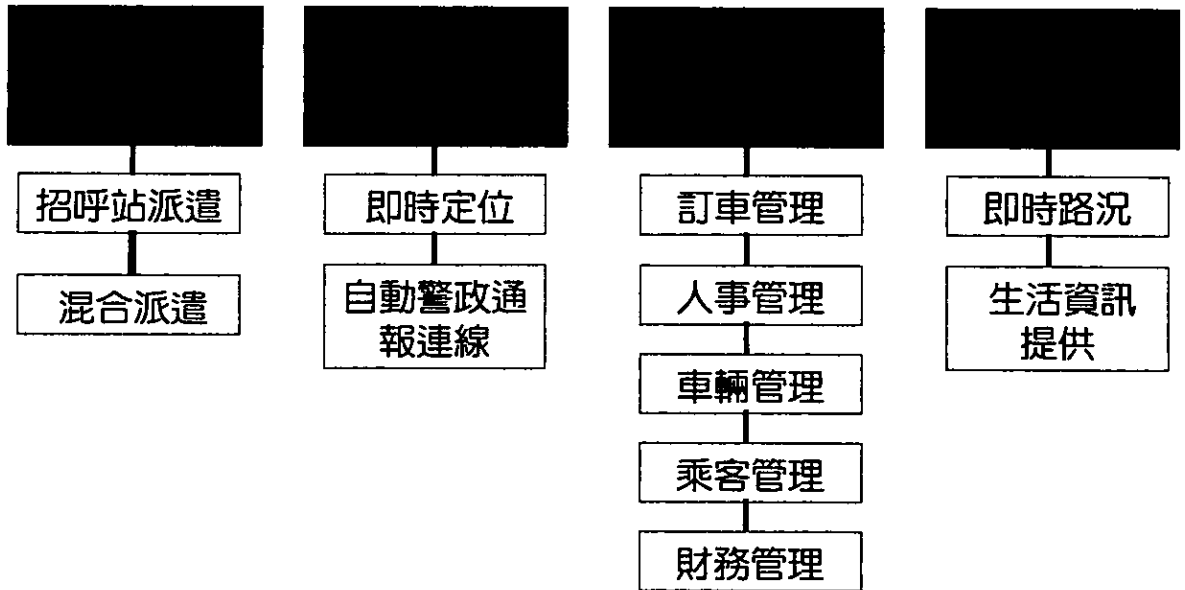 招呼站派遣
混合派遣
即時定位
自動警政通
報連線
訂車管理
人事管理
車輛管理
乘客管理
財務管理
即時路況
生活資訊
提供